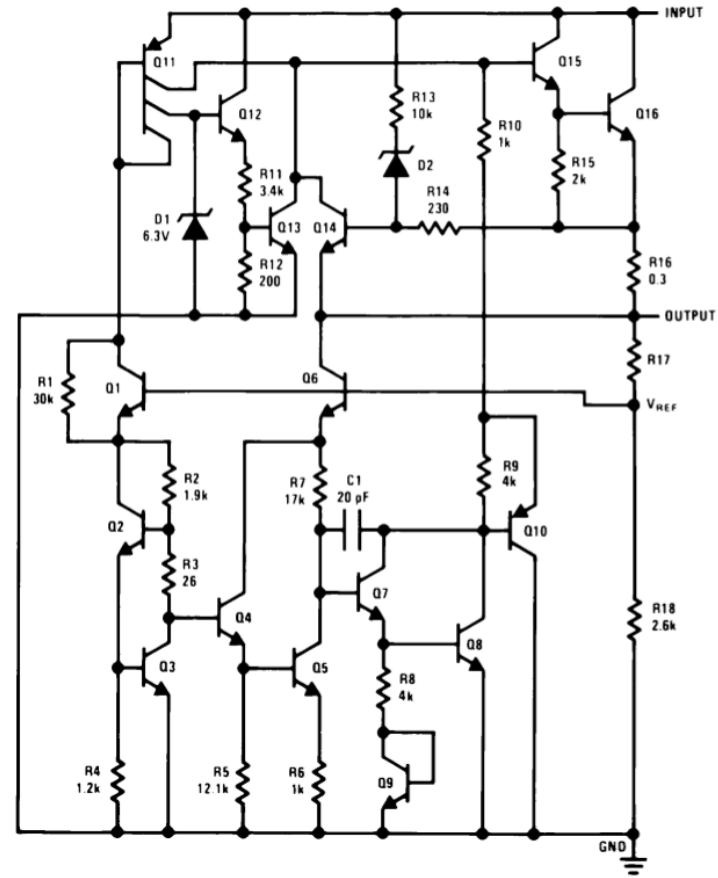 INPUT
Q11
Q15
Q12
R13
10k
R10
1k
Q16
D2
R11
3.4k
R15
2k
R14
230
D1
6.3V
Q13
Q14
R12
200
R16
0.3
OUTPUT
R1
30k
Q1
Q6
R17
VREF
R2
1.9k
R7
17k
C1
20 pF
R9
4k
Q2
Q10
R3
26
Q4
Q7
R18
2.6k
Q3
Q5
Q8
R8
4k
R4
1.2k
R5
12.1k
R6
1k
Q9
GND